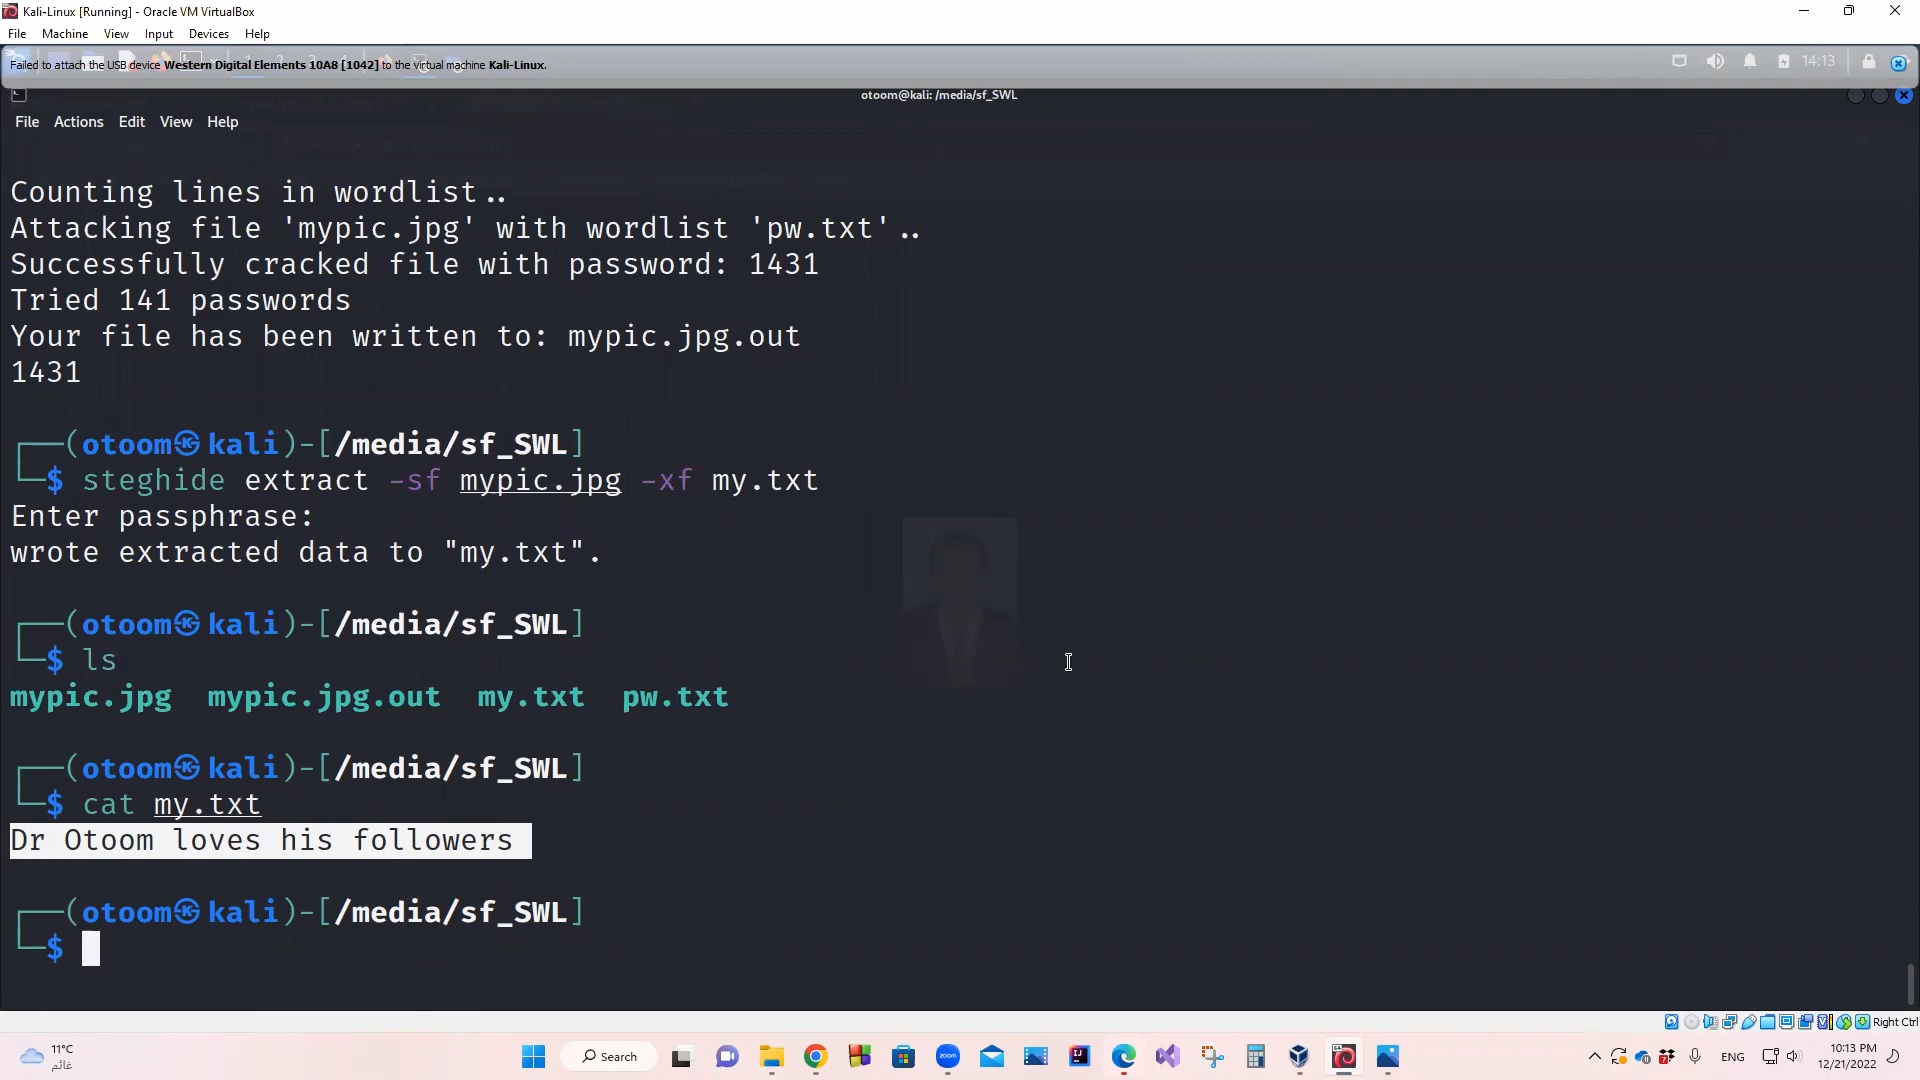 Kali-Linux [Running] - Oracle VM VirtualBox
File Machine View Input Devices Help
Failed to attach the USB device Western Digital Elements 10A8 [1042] to the virtual machine Kali-Linux.
14:13
otoom@kali: /media/sf_SWL
File Actions Edit View Help
Counting lines in wordlist..
Attacking file 'mypic.jpg' with wordlist 'pw.txt'..
Successfully cracked file with password: 1431
Tried 141 passwords
Your file has been written to: mypic.jpg.out
1431
┌──(otoom㉿kali)-[/media/sf_SWL]
└─$ steghide extract -sf mypic.jpg -xf my.txt
Enter passphrase:
wrote extracted data to "my.txt".
┌──(otoom㉿kali)-[/media/sf_SWL]
└─$ ls
mypic.jpg mypic.jpg.out my.txt pw.txt
┌──(otoom㉿kali)-[/media/sf_SWL]
└─$ cat my.txt
Dr Otoom loves his followers
┌──(otoom㉿kali)-[/media/sf_SWL]
└─$
Right Ctrl
11°C
غائم
Search
zoom
ENG
10:13 PM
12/21/2022